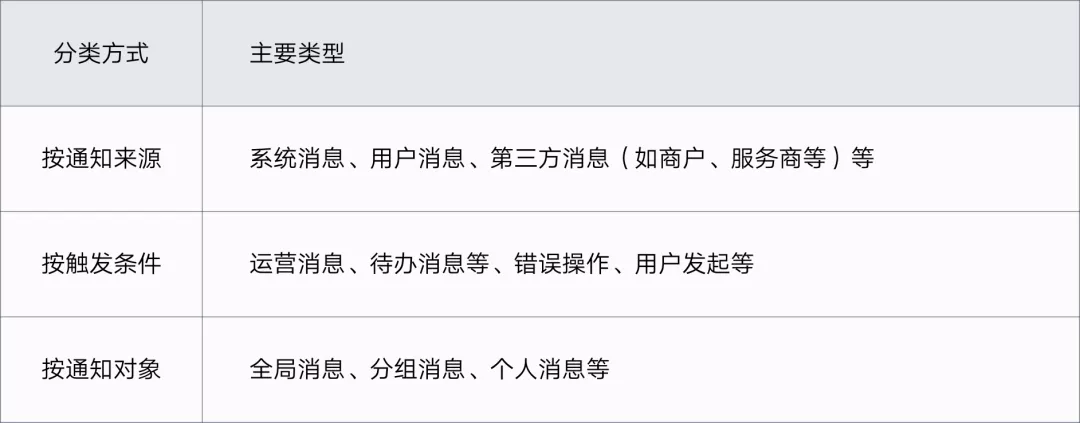 分类方式 主要类型
按通知来源 系统消息、用户消息、第三方消息（如商户、服务商等）等
按触发条件 运营消息、待办消息等、错误操作、用户发起等
按通知对象 全局消息、分组消息、个人消息等